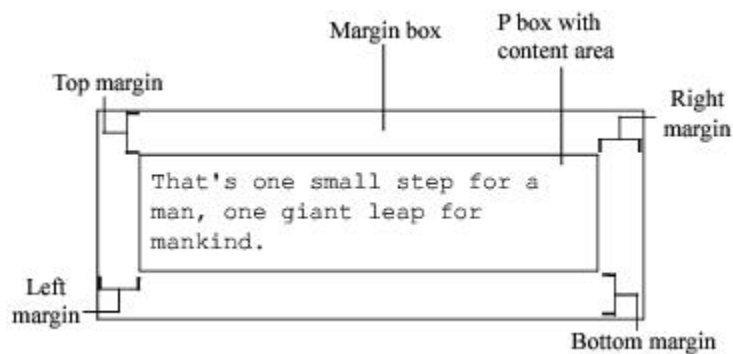 Margin box
P box with
content area
Top margin
Right
margin
That's one small step for a
man, one giant leap for
mankind.
Left
margin
Bottom margin